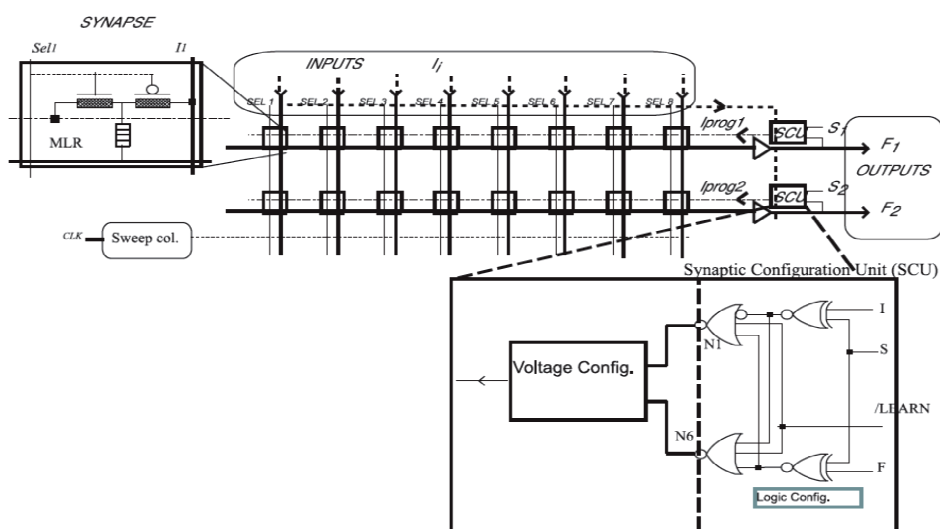 SYNAPSE
Sel1
I1
MLR
INPUTS Ij
SEL 1 SEL 2 SEL 3 SEL 4 SEL 5 SEL 6 SEL 7 SEL 8
Iprog1
SCU
S1
F1
OUTPUTS
Iprog2
SCU
S2
F2
CLK
Sweep col.
Synaptic Configuration Unit (SCU)
I
N1
S
Voltage Config.
/LEARN
N6
F
Logic Config.